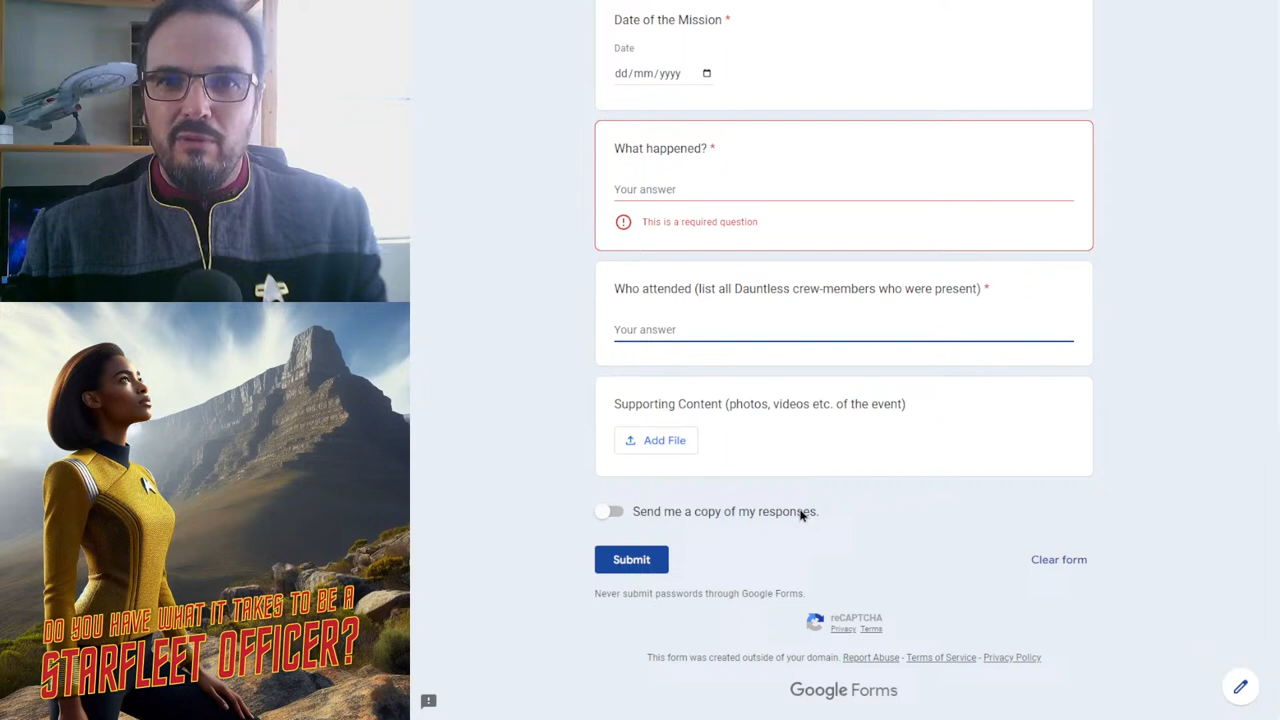 Date of the Mission *
Date
dd/mm/yyyy
What happened? *
Your answer
This is a required question
Who attended (list all Dauntless crew-members who were present) *
Your answer
Supporting Content (photos, videos etc. of the event)
Add File
Send me a copy of my responses.
Submit
Clear form
Never submit passwords through Google Forms.
reCAPTCHA
Privacy Terms
This form was created outside of your domain. Report Abuse - Terms of Service - Privacy Policy
Google Forms
DO YOU HAVE WHAT IT TAKES TO BE A
STARFLEET OFFICER?